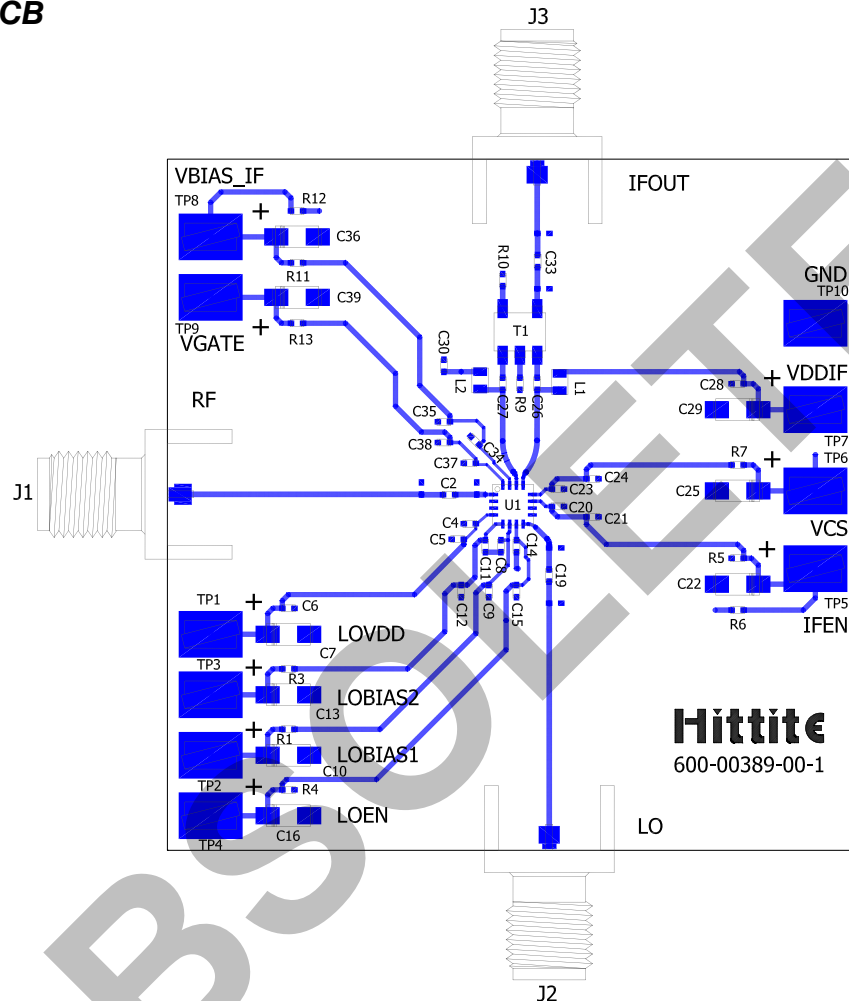 CB
J3
VBIAS_IF
IFOUT
TP8
+
R12
C36
R10
C33
R11
C39
GND
TP10
TP9
+
R13
VGATE
T1
C30
L2
L1
C27
R9
C26
C28
+
VDDIF
C29
TP7
RF
C35
C38
C34
C37
R7
+
TP6
J1
C2
U1
C23
C24
C25
C20
C21
VCS
C4
C5
C14
R5
+
C11
C8
C19
C22
TP5
C12
C9
C15
R6
IFEN
TP1
+
C6
LOVDD
C7
TP3
+
R3
LOBIAS2
C13
Hittite
600-00389-00-1
+
R1
LOBIAS1
C10
TP2
+
R4
LOEN
C16
TP4
LO
J2
BSOLETE